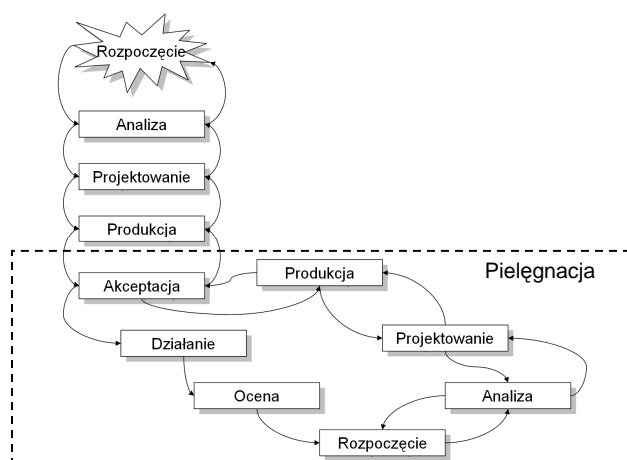 Rozpoczęcie
Analiza
Projektowanie
Produkcja
Akceptacja
Produkcja
Pielęgnacja
Projektowanie
Działanie
Ocena
Analiza
Rozpoczęcie